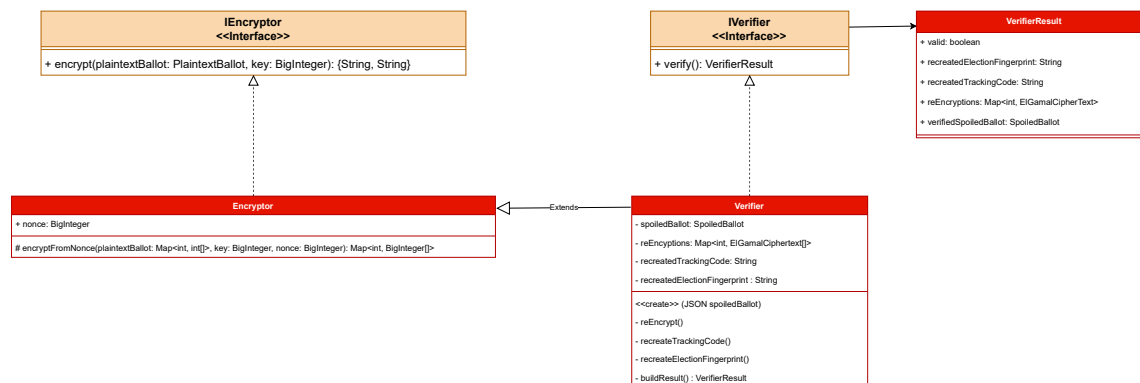 IEncryptor
<<Interface>>
+ encrypt(plaintextBallot: PlaintextBallot, key: BigInteger): {String, String}
IVerifier
<<Interface>>
+ verify(): VerifierResult
VerifierResult
+ valid: boolean
+ recreatedElectionFingerprint: String
+ recreatedTrackingCode: String
+ reEncryptions: Map<int, ElGamalCipherText>
+ verifiedSpoiledBallot: SpoiledBallot
Encryptor
+ nonce: BigInteger
# encryptFromNonce(plaintextBallot: Map<int, int[]>, key: BigInteger, nonce: BigInteger): Map<int, BigInteger[]>
Extends
Verifier
- spoiledBallot: SpoiledBallot
- reEncyptions: Map<int, ElGamalCiphertext[]>
- recreatedTrackingCode: String
- recreatedElectionFingerprint : String
<<create>> (JSON spoiledBallot)
- reEncrypt()
- recreateTrackingCode()
- recreateElectionFingerprint()
- buildResult() : VerifierResult